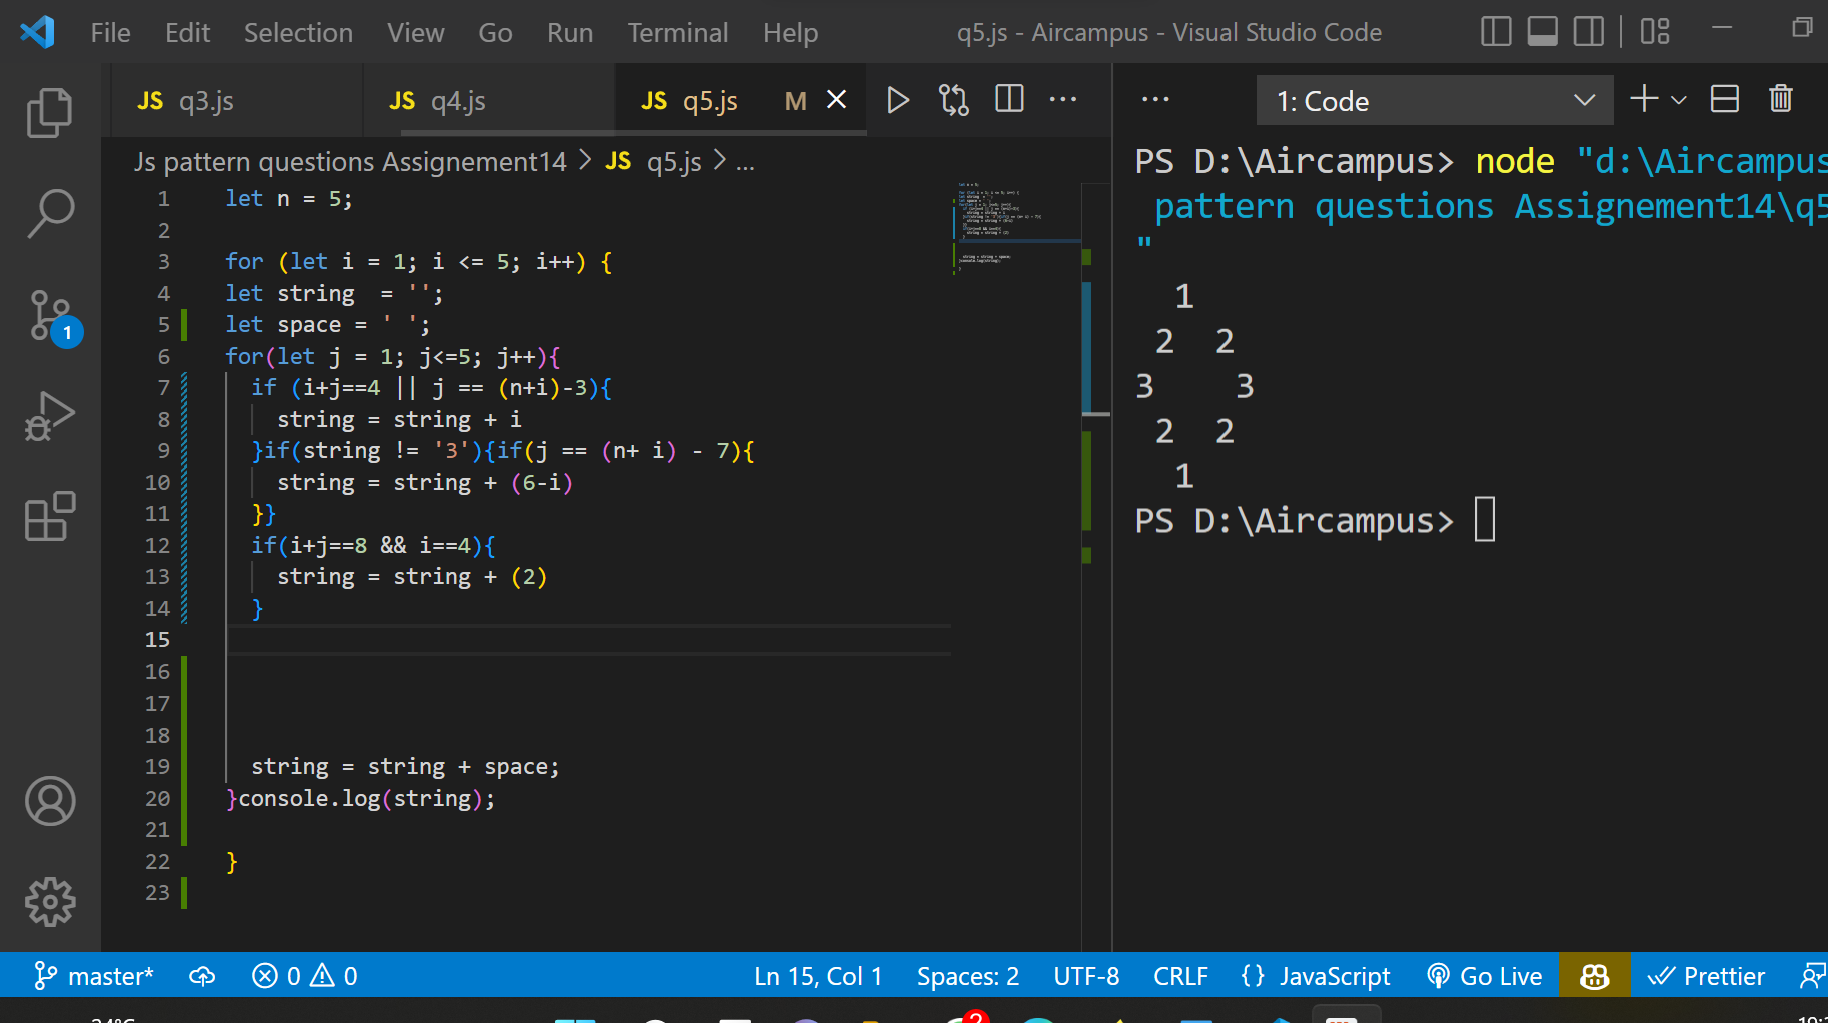 File Edit Selection View Go Run Terminal Help q5.js - Aircampus - Visual Studio Code
JS q3.js JS q4.js JS q5.js M
1: Code
Js pattern questions Assignement14 > JS q5.js > ...
1 let n = 5;
2
3 for (let i = 1; i <= 5; i++) {
4 let string  = '';
5 let space = ' ';
6 for(let j = 1; j<=5; j++){
7   if (i+j==4 || j == (n+i)-3){
8     string = string + i
9   }if(string != '3'){if(j == (n+ i) - 7){
10     string = string + (6-i)
11   }}
12   if(i+j==8 && i==4){
13     string = string + (2)
14   }
15
16
17
18
19   string = string + space;
20 }console.log(string);
21
22 }
23
PS D:\Aircampus> node "d:\Aircampus
 pattern questions Assignement14\q5
"
  1
 2  2
3    3
 2  2
  1
PS D:\Aircampus>
1
master* 0 0 Ln 15, Col 1 Spaces: 2 UTF-8 CRLF {} JavaScript Go Live Prettier
2